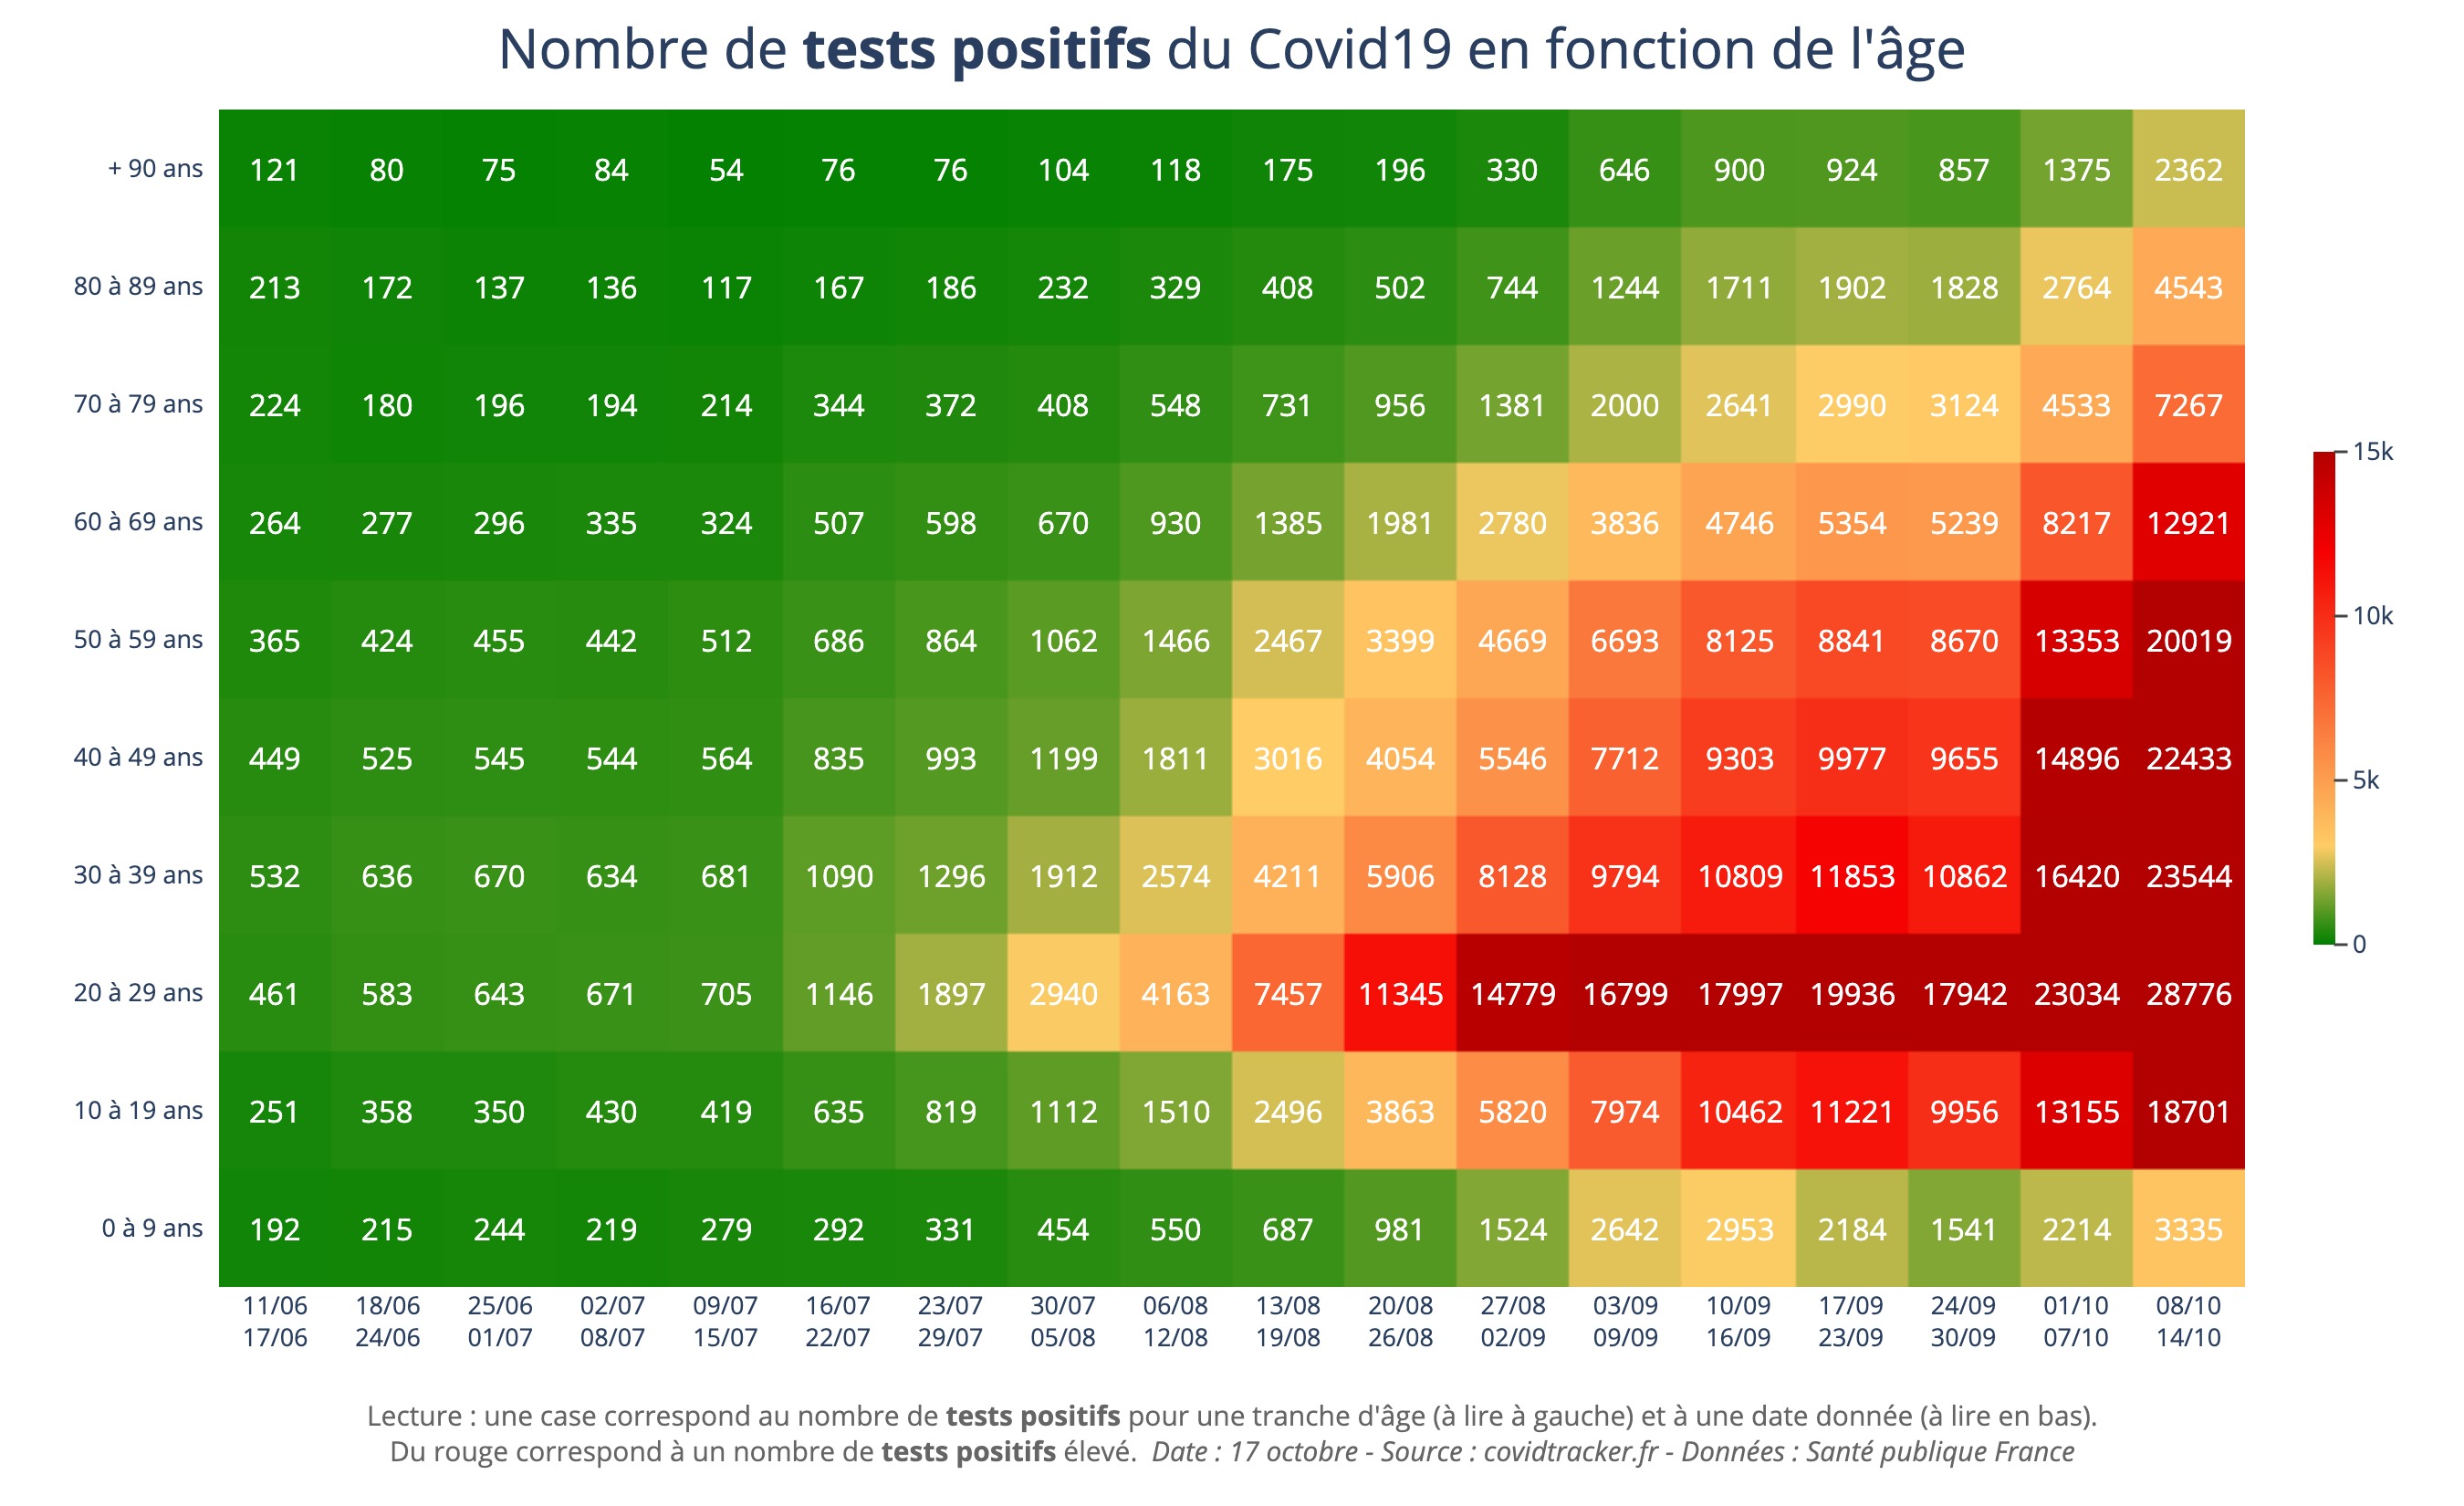 Nombre de tests positifs du Covid19 en fonction de l'âge
+ 90 ans 121 80 75 84 54 76 76 104 118 175 196 330 646 900 924 857 1375 2362
80 à 89 ans 213 172 137 136 117 167 186 232 329 408 502 744 1244 1711 1902 1828 2764 4543
70 à 79 ans 224 180 196 194 214 344 372 408 548 731 956 1381 2000 2641 2990 3124 4533 7267
15k
60 à 69 ans 264 277 296 335 324 507 598 670 930 1385 1981 2780 3836 4746 5354 5239 8217 12921
10k
50 à 59 ans 365 424 455 442 512 686 864 1062 1466 2467 3399 4669 6693 8125 8841 8670 13353 20019
40 à 49 ans 449 525 545 544 564 835 993 1199 1811 3016 4054 5546 7712 9303 9977 9655 14896 22433
5k
30 à 39 ans 532 636 670 634 681 1090 1296 1912 2574 4211 5906 8128 9794 10809 11853 10862 16420 23544
0
20 à 29 ans 461 583 643 671 705 1146 1897 2940 4163 7457 11345 14779 16799 17997 19936 17942 23034 28776
10 à 19 ans 251 358 350 430 419 635 819 1112 1510 2496 3863 5820 7974 10462 11221 9956 13155 18701
0 à 9 ans 192 215 244 219 279 292 331 454 550 687 981 1524 2642 2953 2184 1541 2214 3335
11/06 18/06 25/06 02/07 09/07 16/07 23/07 30/07 06/08 13/08 20/08 27/08 03/09 10/09 17/09 24/09 01/10 08/10
17/06 24/06 01/07 08/07 15/07 22/07 29/07 05/08 12/08 19/08 26/08 02/09 09/09 16/09 23/09 30/09 07/10 14/10
Lecture : une case correspond au nombre de tests positifs pour une tranche d'âge (à lire à gauche) et à une date donnée (à lire en bas).
Du rouge correspond à un nombre de tests positifs élevé. Date : 17 octobre - Source : covidtracker.fr - Données : Santé publique France